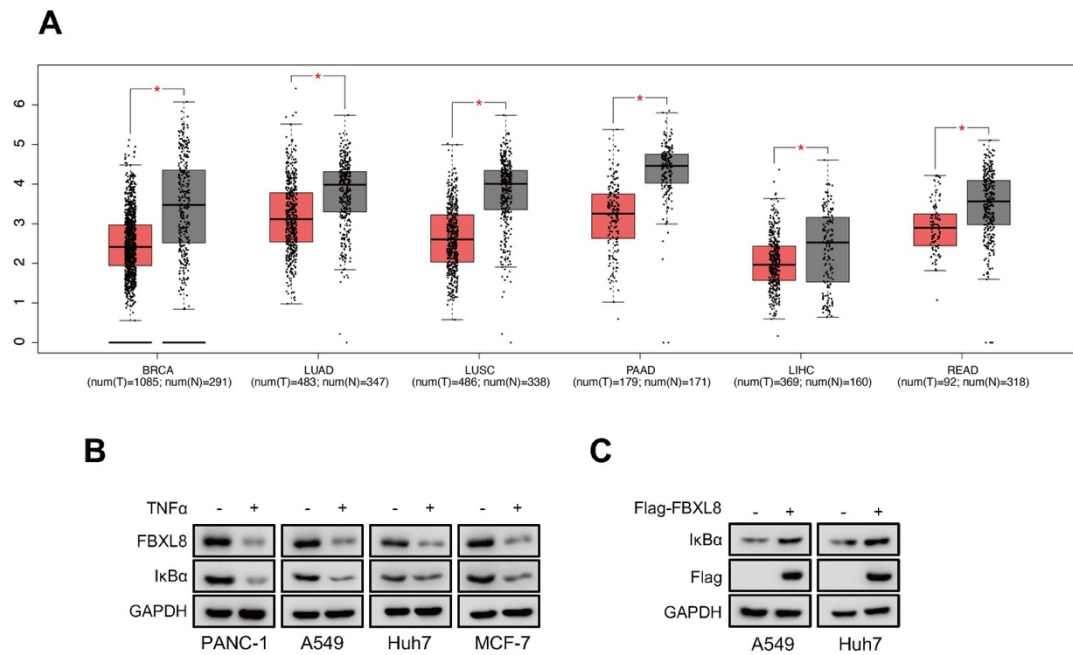 A
* * * * * *
6
5
4
3
2
1
0
BRCA LUAD LUSC PAAD LIHC READ
(num(T)=1085; num(N)=291) (num(T)=483; num(N)=347) (num(T)=486; num(N)=338) (num(T)=179; num(N)=171) (num(T)=369; num(N)=160) (num(T)=92; num(N)=318)
B
TNFα - + - + - + - +
FBXL8
IκBα
GAPDH
PANC-1 A549 Huh7 MCF-7
C
Flag-FBXL8 - + - +
IκBα
Flag
GAPDH
A549 Huh7